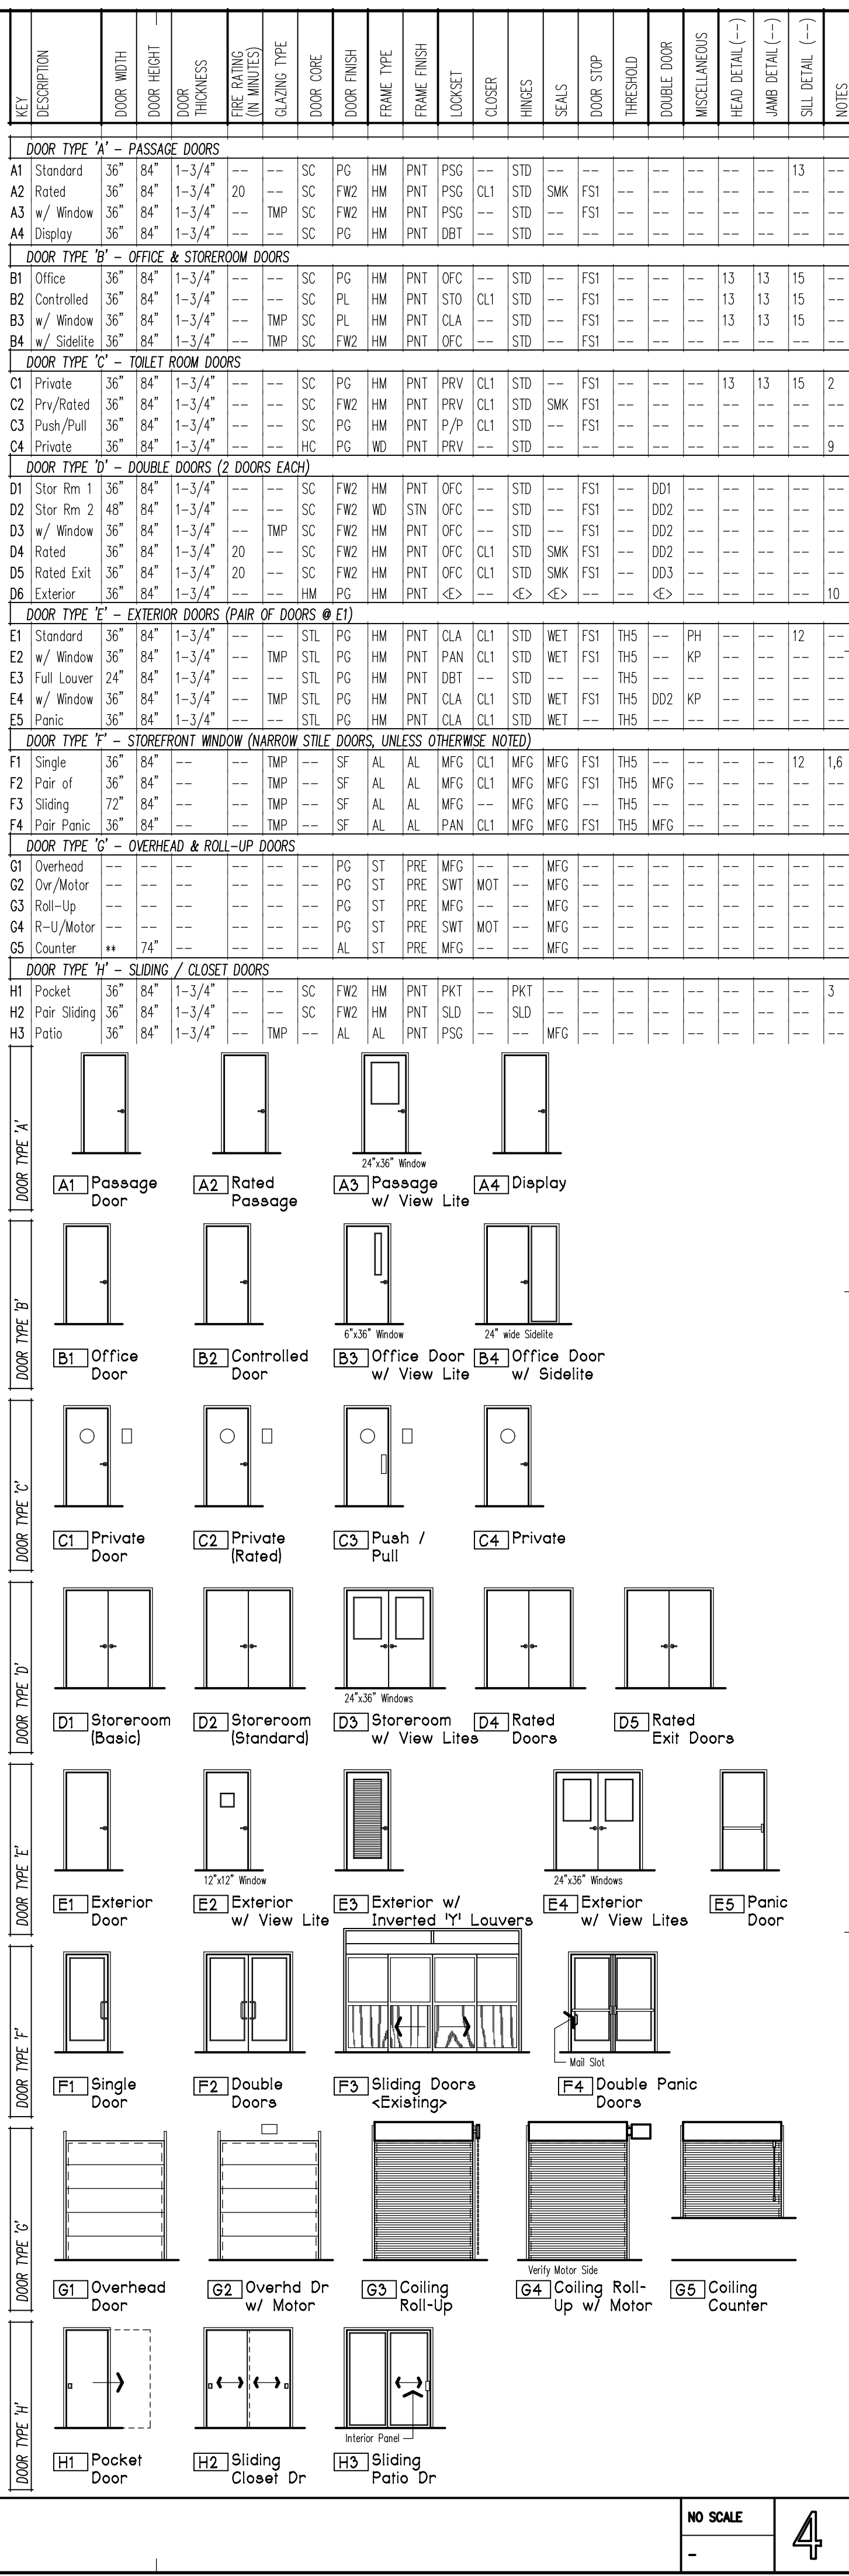 KEY DESCRIPTION DOOR WIDTH DOOR HEIGHT DOOR THICKNESS FIRE RATING (IN MINUTES) GLAZING TYPE DOOR CORE DOOR FINISH FRAME TYPE FRAME FINISH LOCKSET CLOSER HINGES SEALS DOOR STOP THRESHOLD DOUBLE DOOR MISCELLANEOUS HEAD DETAIL (--) JAMB DETAIL (--) SILL DETAIL (--) NOTES
DOOR TYPE 'A' - PASSAGE DOORS
A1 Standard 36" 84" 1-3/4" -- -- SC PG HM PNT PSG -- STD -- -- -- -- -- -- -- 13 --
A2 Rated 36" 84" 1-3/4" 20 -- SC FW2 HM PNT PSG CL1 STD SMK FS1 -- -- -- -- -- -- --
A3 w/ Window 36" 84" 1-3/4" -- TMP SC FW2 HM PNT PSG -- STD -- FS1 -- -- -- -- -- -- --
A4 Display 36" 84" 1-3/4" -- -- SC PG HM PNT DBT -- STD -- -- -- -- -- -- -- -- --
DOOR TYPE 'B' - OFFICE & STOREROOM DOORS
B1 Office 36" 84" 1-3/4" -- -- SC PG HM PNT OFC -- STD -- FS1 -- -- -- 13 13 15 --
B2 Controlled 36" 84" 1-3/4" -- -- SC PL HM PNT STO CL1 STD -- FS1 -- -- -- 13 13 15 --
B3 w/ Window 36" 84" 1-3/4" -- TMP SC PL HM PNT CLA -- STD -- FS1 -- -- -- 13 13 15 --
B4 w/ Sidelite 36" 84" 1-3/4" -- TMP SC FW2 HM PNT OFC -- STD -- FS1 -- -- -- -- -- -- --
DOOR TYPE 'C' - TOILET ROOM DOORS
C1 Private 36" 84" 1-3/4" -- -- SC PG HM PNT PRV CL1 STD -- FS1 -- -- -- 13 13 15 2
C2 Prv/Rated 36" 84" 1-3/4" -- -- SC FW2 HM PNT PRV CL1 STD SMK FS1 -- -- -- -- -- -- --
C3 Push/Pull 36" 84" 1-3/4" -- -- SC PG HM PNT P/P CL1 STD -- FS1 -- -- -- -- -- -- --
C4 Private 36" 84" 1-3/4" -- -- HC PG WD PNT PRV -- STD -- -- -- -- -- -- -- -- 9
DOOR TYPE 'D' - DOUBLE DOORS (2 DOORS EACH)
D1 Stor Rm 1 36" 84" 1-3/4" -- -- SC FW2 HM PNT OFC -- STD -- FS1 -- DD1 -- -- -- -- --
D2 Stor Rm 2 48" 84" 1-3/4" -- -- SC FW2 WD STN OFC -- STD -- FS1 -- DD2 -- -- -- -- --
D3 w/ Window 36" 84" 1-3/4" -- TMP SC FW2 HM PNT OFC -- STD -- FS1 -- DD2 -- -- -- -- --
D4 Rated 36" 84" 1-3/4" 20 -- SC FW2 HM PNT OFC CL1 STD SMK FS1 -- DD2 -- -- -- -- --
D5 Rated Exit 36" 84" 1-3/4" 20 -- SC FW2 HM PNT OFC CL1 STD SMK FS1 -- DD3 -- -- -- -- --
D6 Exterior 36" 84" 1-3/4" -- -- HM PG HM PNT <E> -- <E> <E> -- -- <E> -- -- -- -- 10
DOOR TYPE 'E' - EXTERIOR DOORS (PAIR OF DOORS @ E1)
E1 Standard 36" 84" 1-3/4" -- -- STL PG HM PNT CLA CL1 STD WET FS1 TH5 -- PH -- -- 12 --
E2 w/ Window 36" 84" 1-3/4" -- TMP STL PG HM PNT PAN CL1 STD WET FS1 TH5 -- KP -- -- -- --
E3 Full Louver 24" 84" 1-3/4" -- -- STL PG HM PNT DBT -- STD -- -- TH5 -- -- -- -- -- --
E4 w/ Window 36" 84" 1-3/4" -- TMP STL PG HM PNT CLA CL1 STD WET FS1 TH5 DD2 KP -- -- -- --
E5 Panic 36" 84" 1-3/4" -- -- STL PG HM PNT CLA CL1 STD WET -- TH5 -- -- -- -- -- --
DOOR TYPE 'F' - STOREFRONT WINDOW (NARROW STILE DOORS, UNLESS OTHERWISE NOTED)
F1 Single 36" 84" -- -- TMP -- SF AL AL MFG CL1 MFG MFG FS1 TH5 -- -- -- -- 12 1,6
F2 Pair of 36" 84" -- -- TMP -- SF AL AL MFG CL1 MFG MFG FS1 TH5 MFG -- -- -- -- --
F3 Sliding 72" 84" -- -- TMP -- SF AL AL MFG -- MFG MFG -- TH5 -- -- -- -- -- --
F4 Pair Panic 36" 84" -- -- TMP -- SF AL AL PAN CL1 MFG MFG FS1 TH5 MFG -- -- -- -- --
DOOR TYPE 'G' - OVERHEAD & ROLL-UP DOORS
G1 Overhead -- -- -- -- -- -- PG ST PRE MFG -- -- MFG -- -- -- -- -- -- -- --
G2 Ovr/Motor -- -- -- -- -- -- PG ST PRE SWT MOT -- MFG -- -- -- -- -- -- -- --
G3 Roll-Up -- -- -- -- -- -- PG ST PRE MFG -- -- MFG -- -- -- -- -- -- -- --
G4 R-U/Motor -- -- -- -- -- -- PG ST PRE SWT MOT -- MFG -- -- -- -- -- -- -- --
G5 Counter ** 74" -- -- -- -- AL ST PRE MFG -- -- MFG -- -- -- -- -- -- -- --
DOOR TYPE 'H' - SLIDING / CLOSET DOORS
H1 Pocket 36" 84" 1-3/4" -- -- SC FW2 HM PNT PKT -- PKT -- -- -- -- -- -- -- -- 3
H2 Pair Sliding 36" 84" 1-3/4" -- -- SC FW2 HM PNT SLD -- SLD -- -- -- -- -- -- -- -- --
H3 Patio 36" 84" 1-3/4" -- TMP -- AL AL PNT PSG -- -- MFG -- -- -- -- -- -- -- --
DOOR TYPE 'A'
24"x36" Window
A1 Passage Door
A2 Rated Passage
A3 Passage w/ View Lite
A4 Display
DOOR TYPE 'B'
6"x36" Window
24" wide Sidelite
B1 Office Door
B2 Controlled Door
B3 Office Door w/ View Lite
B4 Office Door w/ Sidelite
DOOR TYPE 'C'
C1 Private Door
C2 Private (Rated)
C3 Push / Pull
C4 Private
DOOR TYPE 'D'
24"x36" Windows
D1 Storeroom (Basic)
D2 Storeroom (Standard)
D3 Storeroom w/ View Lites
D4 Rated Doors
D5 Rated Exit Doors
DOOR TYPE 'E'
12"x12" Window
24"x36" Windows
E1 Exterior Door
E2 Exterior w/ View Lite
E3 Exterior w/ Inverted 'Y' Louvers
E4 Exterior w/ View Lites
E5 Panic Door
DOOR TYPE 'F'
Mail Slot
F1 Single Door
F2 Double Doors
F3 Sliding Doors <Existing>
F4 Double Panic Doors
DOOR TYPE 'G'
Verify Motor Side
G1 Overhead Door
G2 Overhd Dr w/ Motor
G3 Coiling Roll-Up
G4 Coiling Roll-Up w/ Motor
G5 Coiling Counter
DOOR TYPE 'H'
Interior Panel
H1 Pocket Door
H2 Sliding Closet Dr
H3 Sliding Patio Dr
NO SCALE
-
4